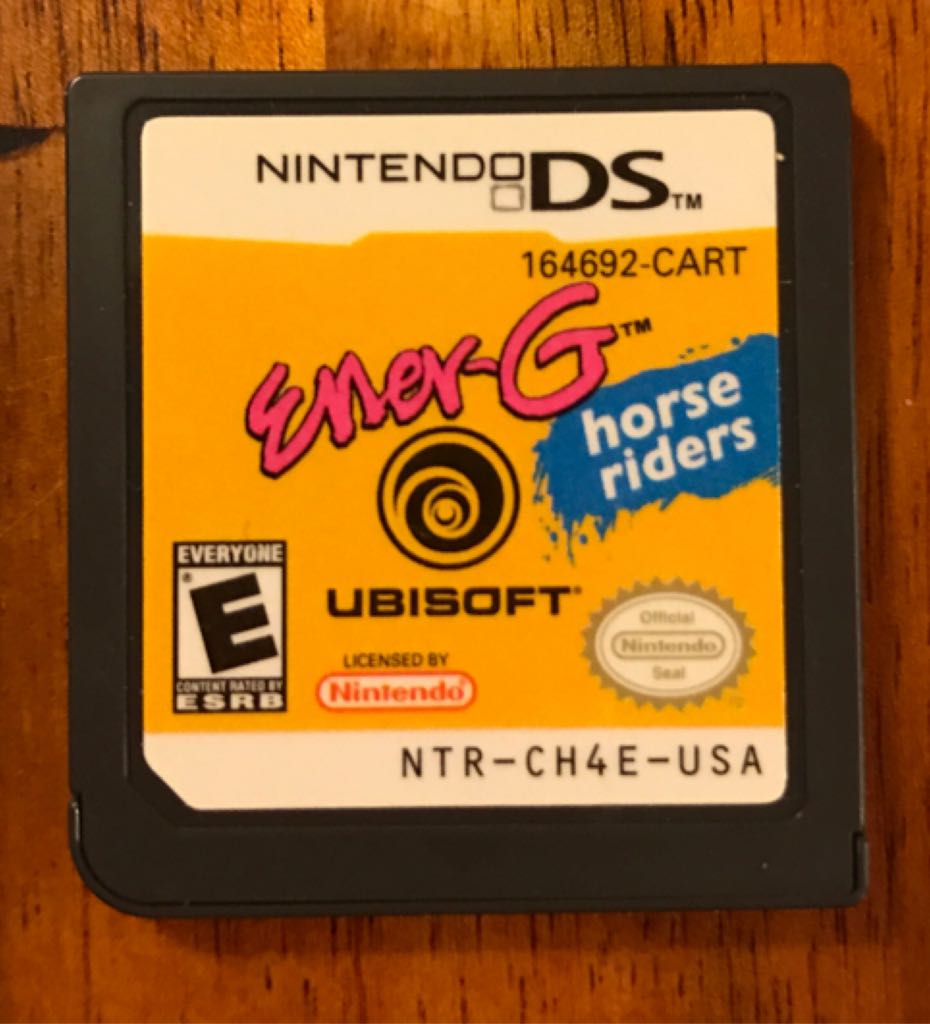 NINTENDO DS™
164692-CART
Ener-G™
horse
riders
UBISOFT®
EVERYONE
E
®
CONTENT RATED BY
ESRB
LICENSED BY
Nintendo®
Official
Nintendo
Seal
NTR-CH4E-USA